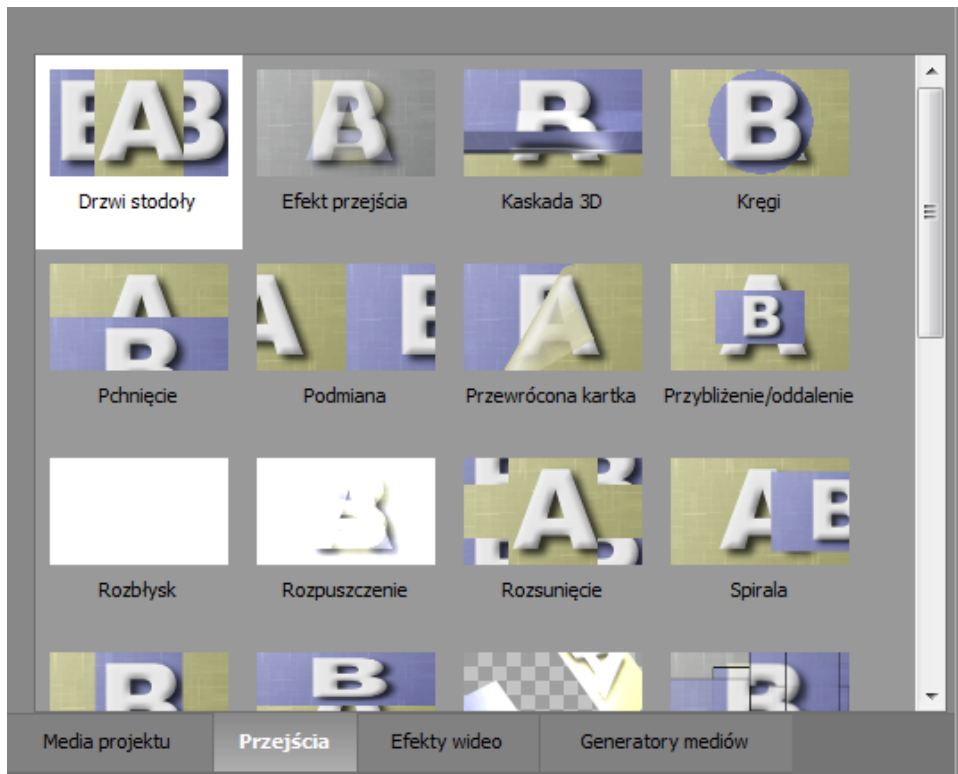 Drzwi stodoły
Efekt przejścia
Kaskada 3D
Kręgi
Pchnięcie
Podmiana
Przewrócona kartka
Przybliżenie/oddalenie
Rozbłysk
Rozpuszczenie
Rozsunięcie
Spirala
Media projektu
Przejścia
Efekty wideo
Generatory mediów